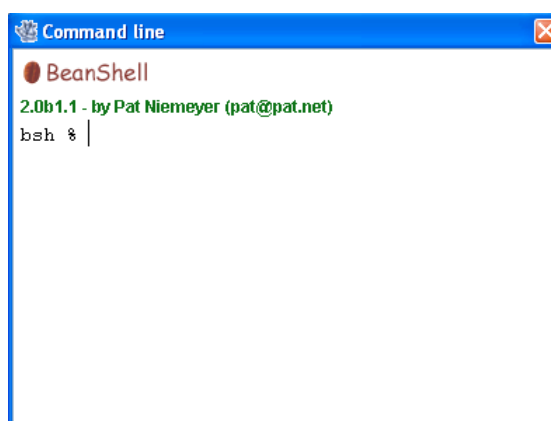 Command line
BeanShell
2.0b1.1 - by Pat Niemeyer (pat@pat.net)
bsh %